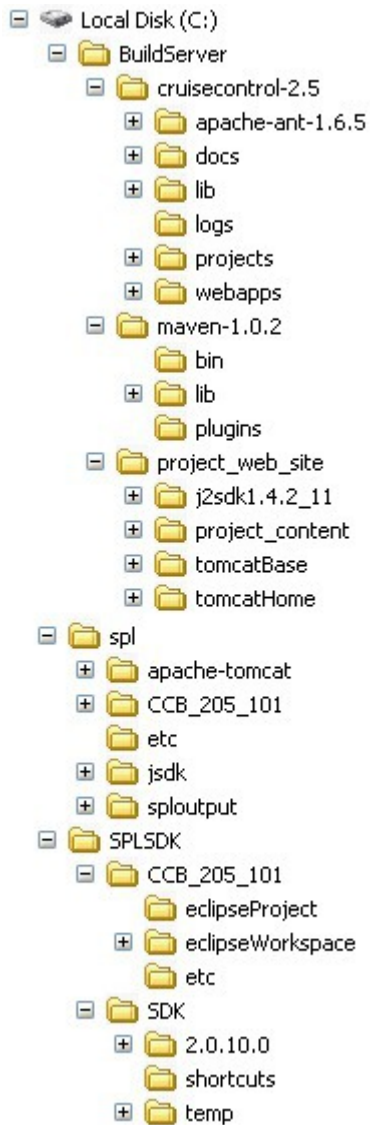 Local Disk (C:)
BuildServer
cruisecontrol-2.5
apache-ant-1.6.5
docs
lib
logs
projects
webapps
maven-1.0.2
bin
lib
plugins
project_web_site
j2sdk1.4.2_11
project_content
tomcatBase
tomcatHome
spl
apache-tomcat
CCB_205_101
etc
jsdk
sploutput
SPLSDK
CCB_205_101
eclipseProject
eclipseWorkspace
etc
SDK
2.0.10.0
shortcuts
temp